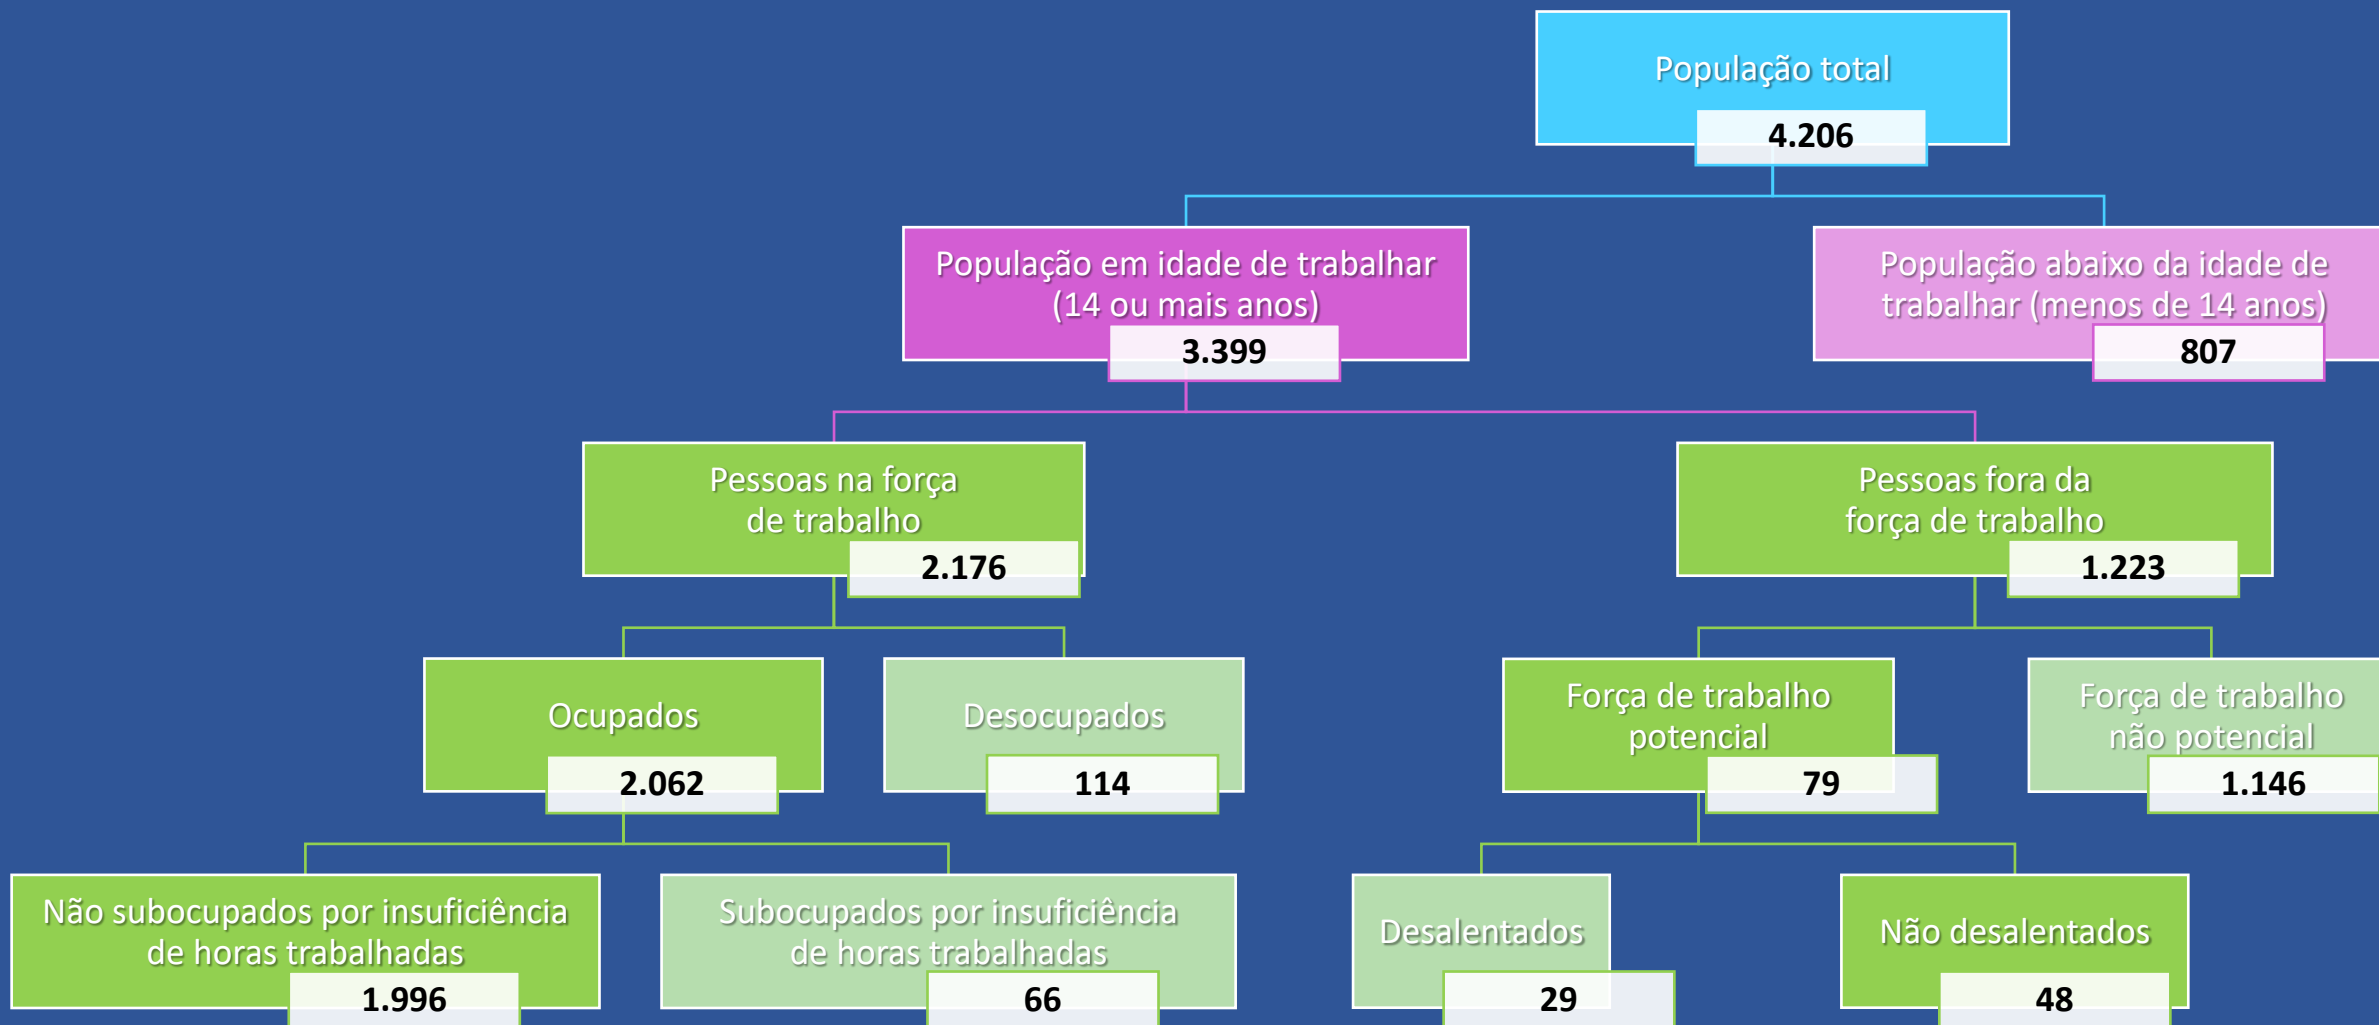 População total
4.206
População em idade de trabalhar
(14 ou mais anos)
3.399
População abaixo da idade de
trabalhar (menos de 14 anos)
807
Pessoas na força
de trabalho
2.176
Pessoas fora da
força de trabalho
1.223
Ocupados
2.062
Desocupados
114
Força de trabalho
potencial
79
Força de trabalho
não potencial
1.146
Não subocupados por insuficiência
de horas trabalhadas
1.996
Subocupados por insuficiência
de horas trabalhadas
66
Desalentados
29
Não desalentados
48